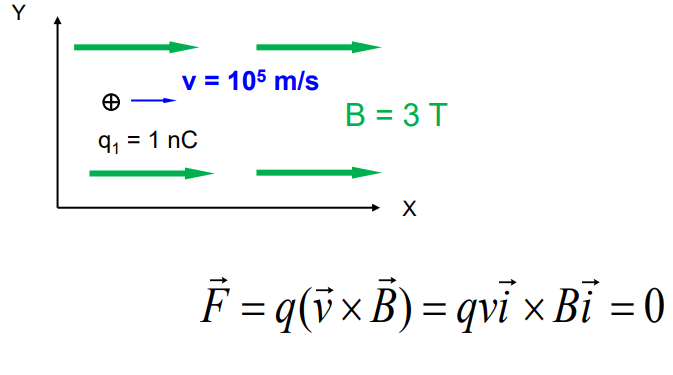 Y
v = 10⁵ m/s
B = 3 T
q₁ = 1 nC
X
F⃗ = q(v⃗ × B⃗) = qvi⃗ × Bi⃗ = 0